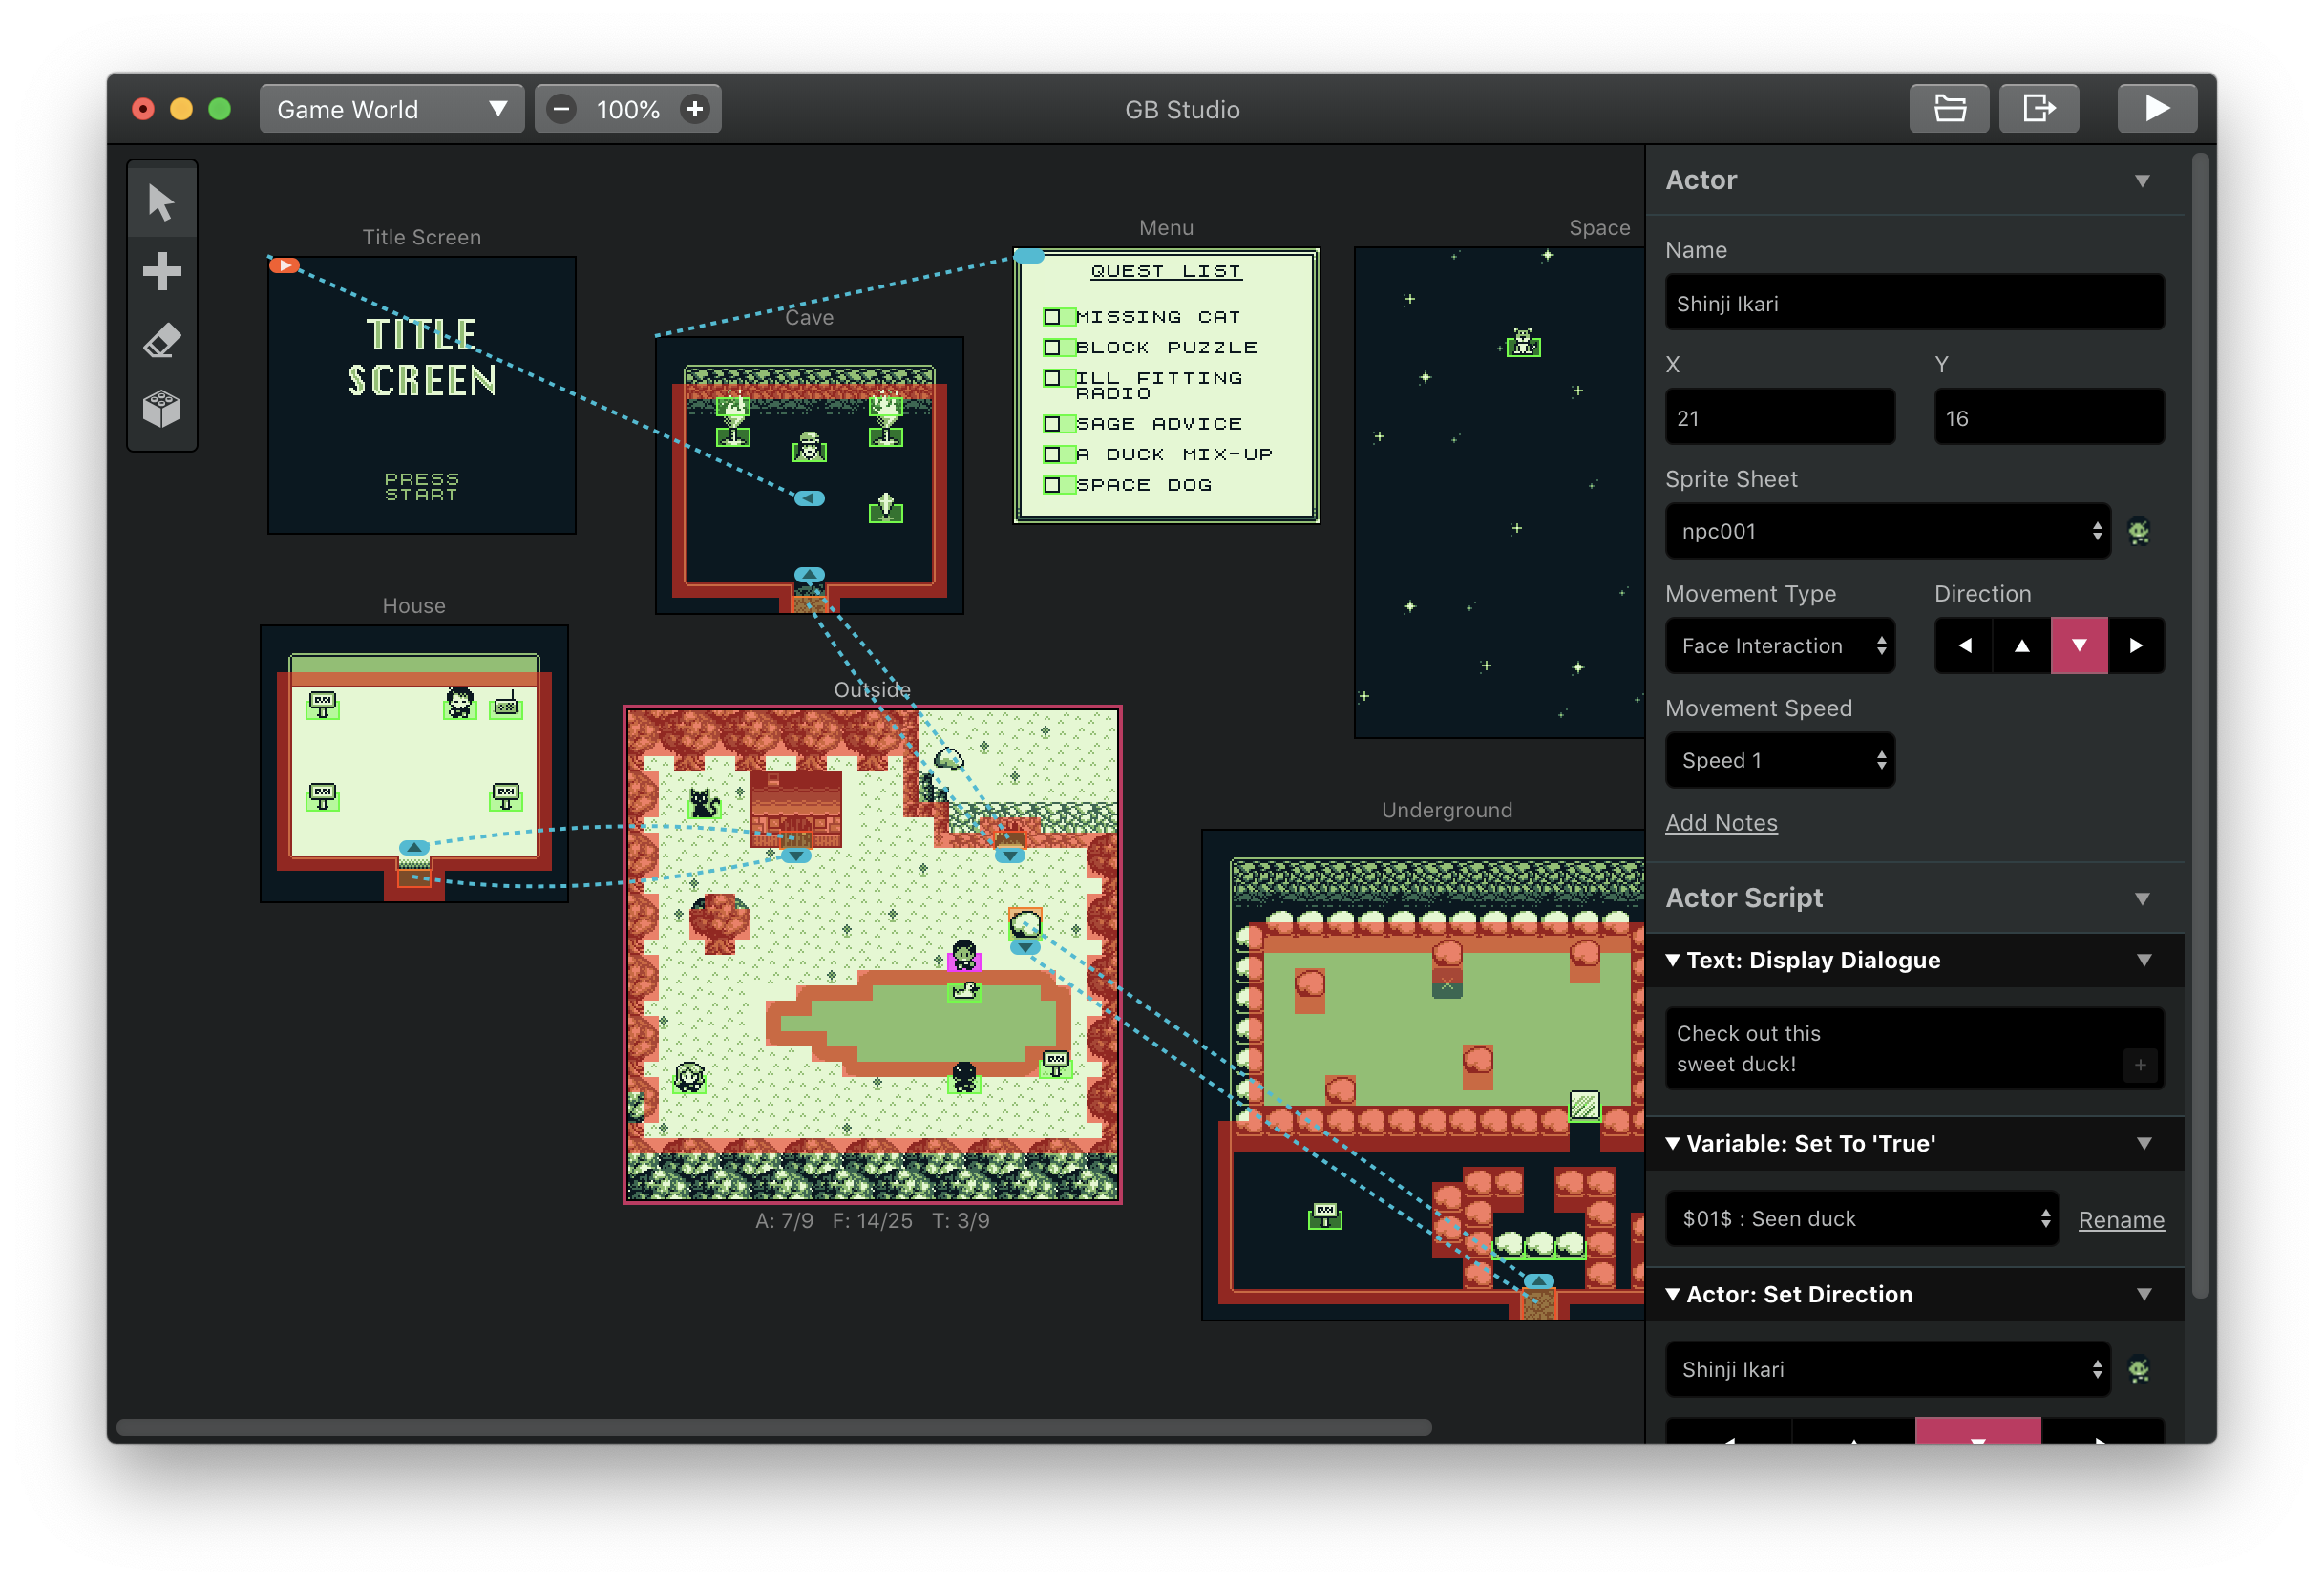 Game World
100%
GB Studio
Title Screen
TITLE
SCREEN
PRESS
START
Cave
Menu
QUEST LIST
MISSING CAT
BLOCK PUZZLE
ILL FITTING
RADIO
SAGE ADVICE
A DUCK MIX-UP
SPACE DOG
Space
House
Outside
A: 7/9 F: 14/25 T: 3/9
Underground
Actor
Name
Shinji Ikari
X
Y
21
16
Sprite Sheet
npc001
Movement Type
Direction
Face Interaction
Movement Speed
Speed 1
Add Notes
Actor Script
Text: Display Dialogue
Check out this
sweet duck!
Variable: Set To 'True'
$01$ : Seen duck
Rename
Actor: Set Direction
Shinji Ikari